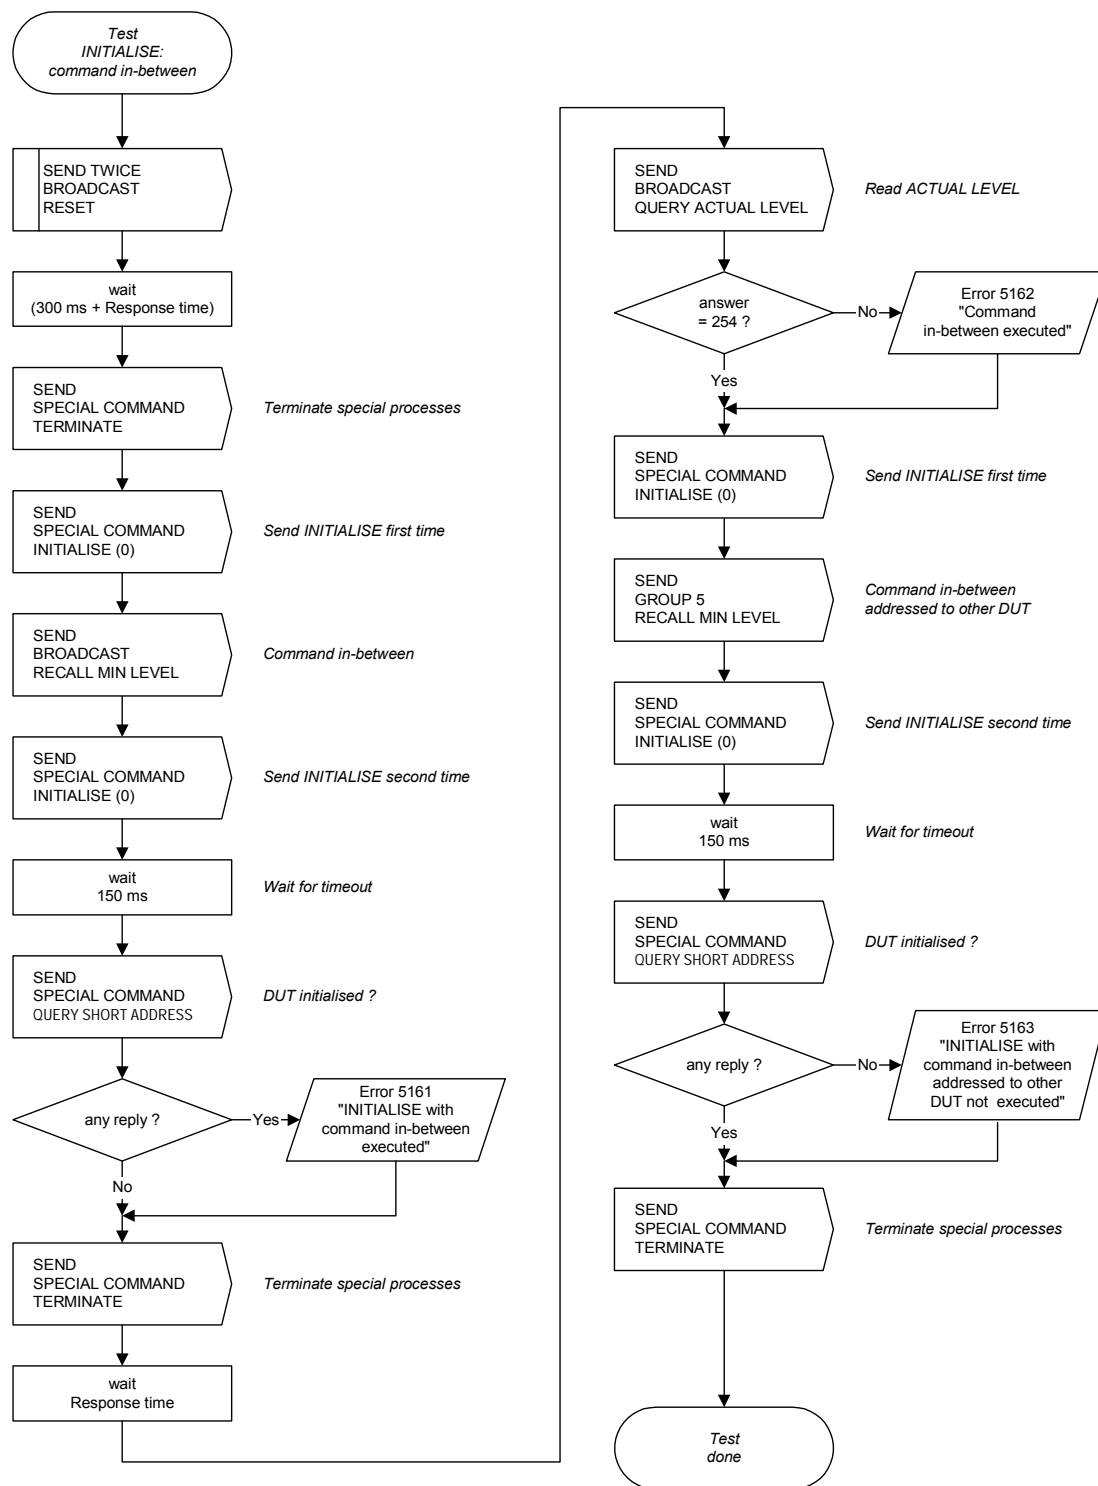 Test
INITIALISE:
command in-between
SEND TWICE
BROADCAST
RESET
wait
(300 ms + Response time)
SEND
SPECIAL COMMAND
TERMINATE
Terminate special processes
SEND
SPECIAL COMMAND
INITIALISE (0)
Send INITIALISE first time
SEND
BROADCAST
RECALL MIN LEVEL
Command in-between
SEND
SPECIAL COMMAND
INITIALISE (0)
Send INITIALISE second time
wait
150 ms
Wait for timeout
SEND
SPECIAL COMMAND
QUERY SHORT ADDRESS
DUT initialised ?
any reply ?
Yes
Error 5161
"INITIALISE with
command in-between
executed"
No
SEND
SPECIAL COMMAND
TERMINATE
Terminate special processes
wait
Response time
SEND
BROADCAST
QUERY ACTUAL LEVEL
Read ACTUAL LEVEL
answer
= 254 ?
No
Error 5162
"Command
in-between executed"
Yes
SEND
SPECIAL COMMAND
INITIALISE (0)
Send INITIALISE first time
SEND
GROUP 5
RECALL MIN LEVEL
Command in-between
addressed to other DUT
SEND
SPECIAL COMMAND
INITIALISE (0)
Send INITIALISE second time
wait
150 ms
Wait for timeout
SEND
SPECIAL COMMAND
QUERY SHORT ADDRESS
DUT initialised ?
any reply ?
No
Error 5163
"INITIALISE with
command in-between
addressed to other
DUT not executed"
Yes
SEND
SPECIAL COMMAND
TERMINATE
Terminate special processes
Test
done